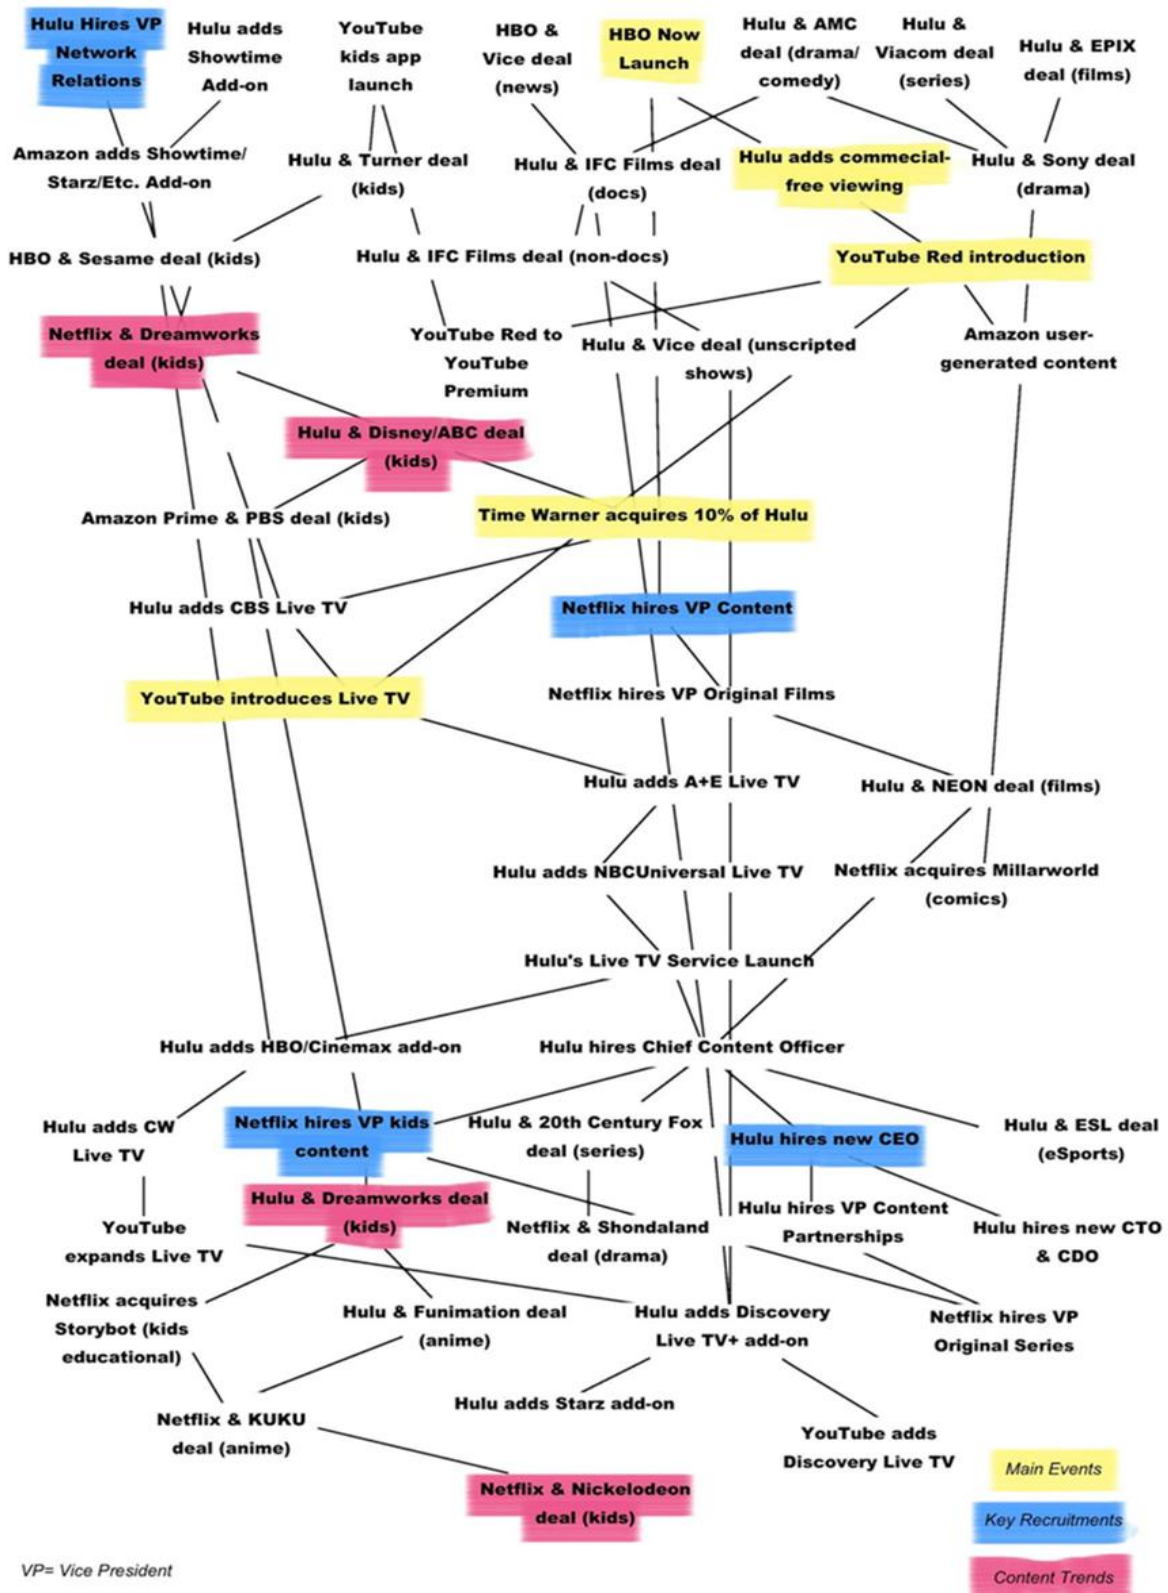 Hulu Hires VP
Network
Relations
Hulu adds
Showtime
Add-on
YouTube
kids app
launch
HBO &
Vice deal
(news)
HBO Now
Launch
Hulu & AMC
deal (drama/
comedy)
Hulu &
Viacom deal
(series)
Hulu & EPIX
deal (films)
Amazon adds Showtime/
Starz/Etc. Add-on
Hulu & Turner deal
(kids)
Hulu & IFC Films deal
(docs)
Hulu adds commecial-
free viewing
Hulu & Sony deal
(drama)
HBO & Sesame deal (kids)
Hulu & IFC Films deal (non-docs)
YouTube Red introduction
Netflix & Dreamworks
deal (kids)
YouTube Red to
YouTube
Premium
Hulu & Vice deal (unscripted
shows)
Amazon user-
generated content
Hulu & Disney/ABC deal
(kids)
Amazon Prime & PBS deal (kids)
Time Warner acquires 10% of Hulu
Hulu adds CBS Live TV
Netflix hires VP Content
YouTube introduces Live TV
Netflix hires VP Original Films
Hulu adds A+E Live TV
Hulu & NEON deal (films)
Hulu adds NBCUniversal Live TV
Netflix acquires Millarworld
(comics)
Hulu's Live TV Service Launch
Hulu adds HBO/Cinemax add-on
Hulu hires Chief Content Officer
Hulu adds CW
Live TV
Netflix hires VP kids
content
Hulu & 20th Century Fox
deal (series)
Hulu hires new CEO
Hulu & ESL deal
(eSports)
Hulu & Dreamworks deal
(kids)
YouTube
expands Live TV
Netflix & Shondaland
deal (drama)
Hulu hires VP Content
Partnerships
Hulu hires new CTO
& CDO
Netflix acquires
Storybot (kids
educational)
Hulu & Funimation deal
(anime)
Hulu adds Discovery
Live TV+ add-on
Netflix hires VP
Original Series
Netflix & KUKU
deal (anime)
Hulu adds Starz add-on
YouTube adds
Discovery Live TV
Netflix & Nickelodeon
deal (kids)
Main Events
Key Recruitments
Content Trends
VP= Vice President